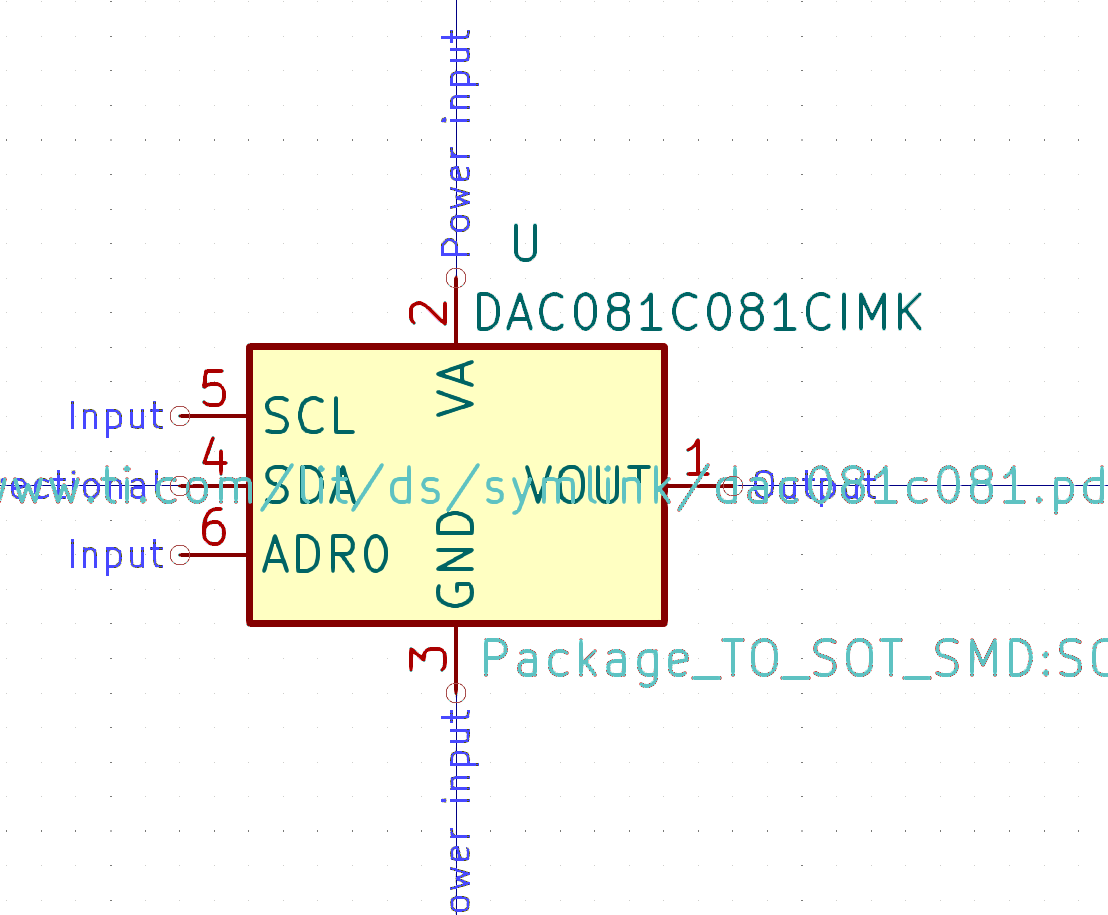 Power input
U
2
DAC081C081CIMK
VA
5
Input
SCL
4
1
rectional
SDA
VOUT
Output
www.ti.com/lit/ds/symlink/dac081c081.pd
6
Input
ADR0
GND
3
Package_TO_SOT_SMD:SO
ower input